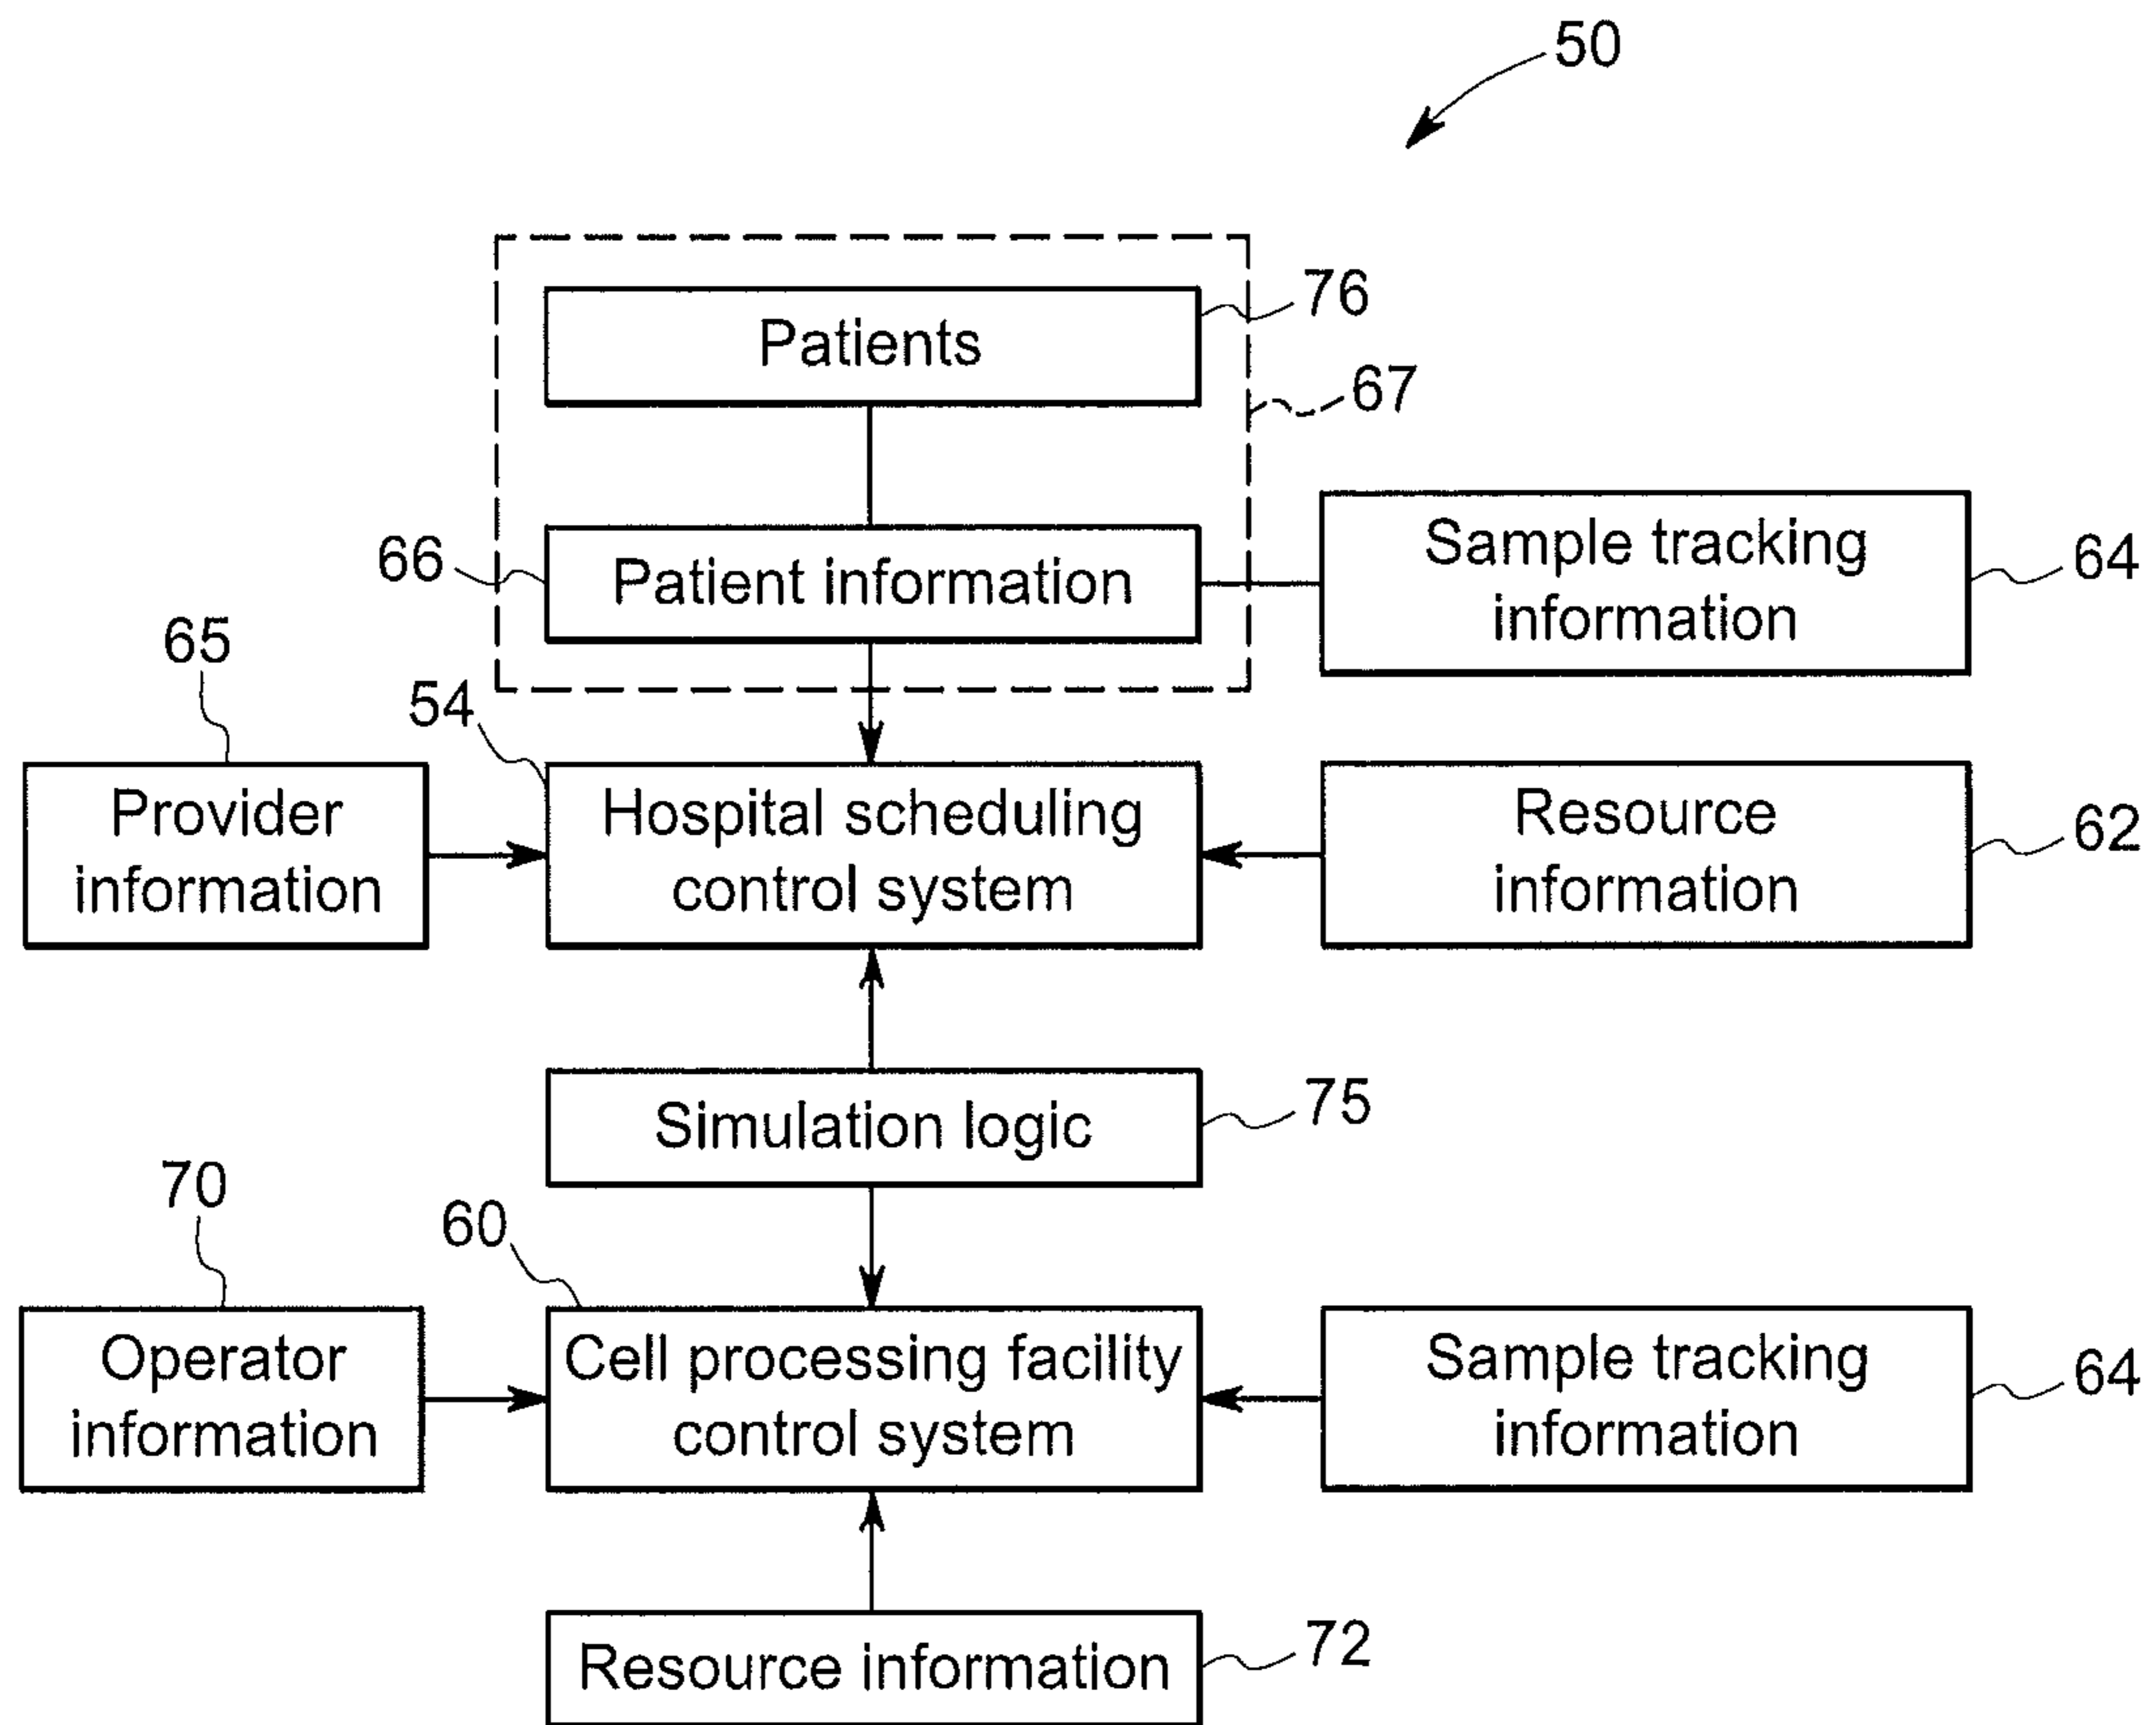 50
Patients
76
67
66
Patient information
Sample tracking
information
64
65
54
Provider
information
Hospital scheduling
control system
Resource
information
62
Simulation logic
75
70
60
Operator
information
Cell processing facility
control system
Sample tracking
information
64
Resource information
72